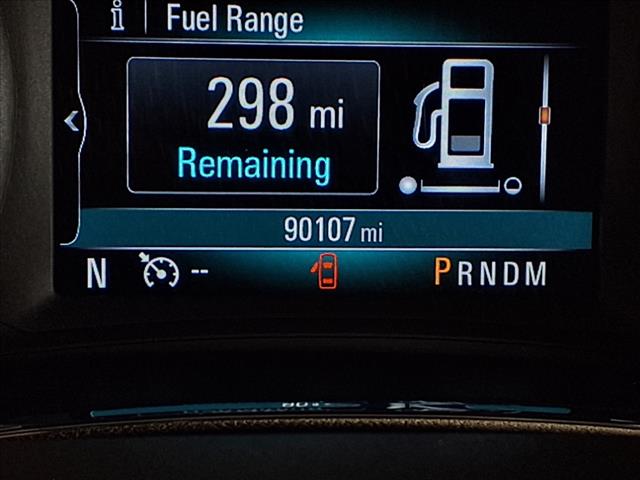 i Fuel Range
298 mi
Remaining
90107 mi
N -- PRNDM